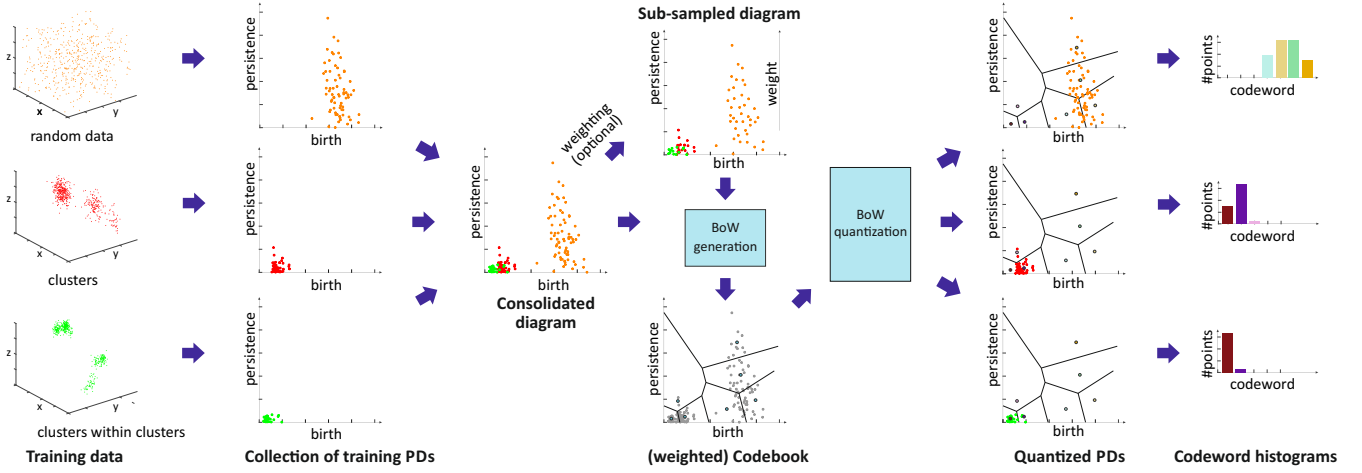 z
x
y
random data
z
x
y
clusters
z
x
y
clusters within clusters
Training data
persistence
birth
persistence
birth
persistence
birth
Collection of training PDs
persistence
birth
Consolidated
diagram
weighting
(optional)
Sub-sampled diagram
persistence
weight
birth
BoW
generation
persistence
birth
(weighted) Codebook
BoW
quantization
persistence
birth
persistence
birth
persistence
birth
Quantized PDs
#points
codeword
#points
codeword
#points
codeword
Codeword histograms